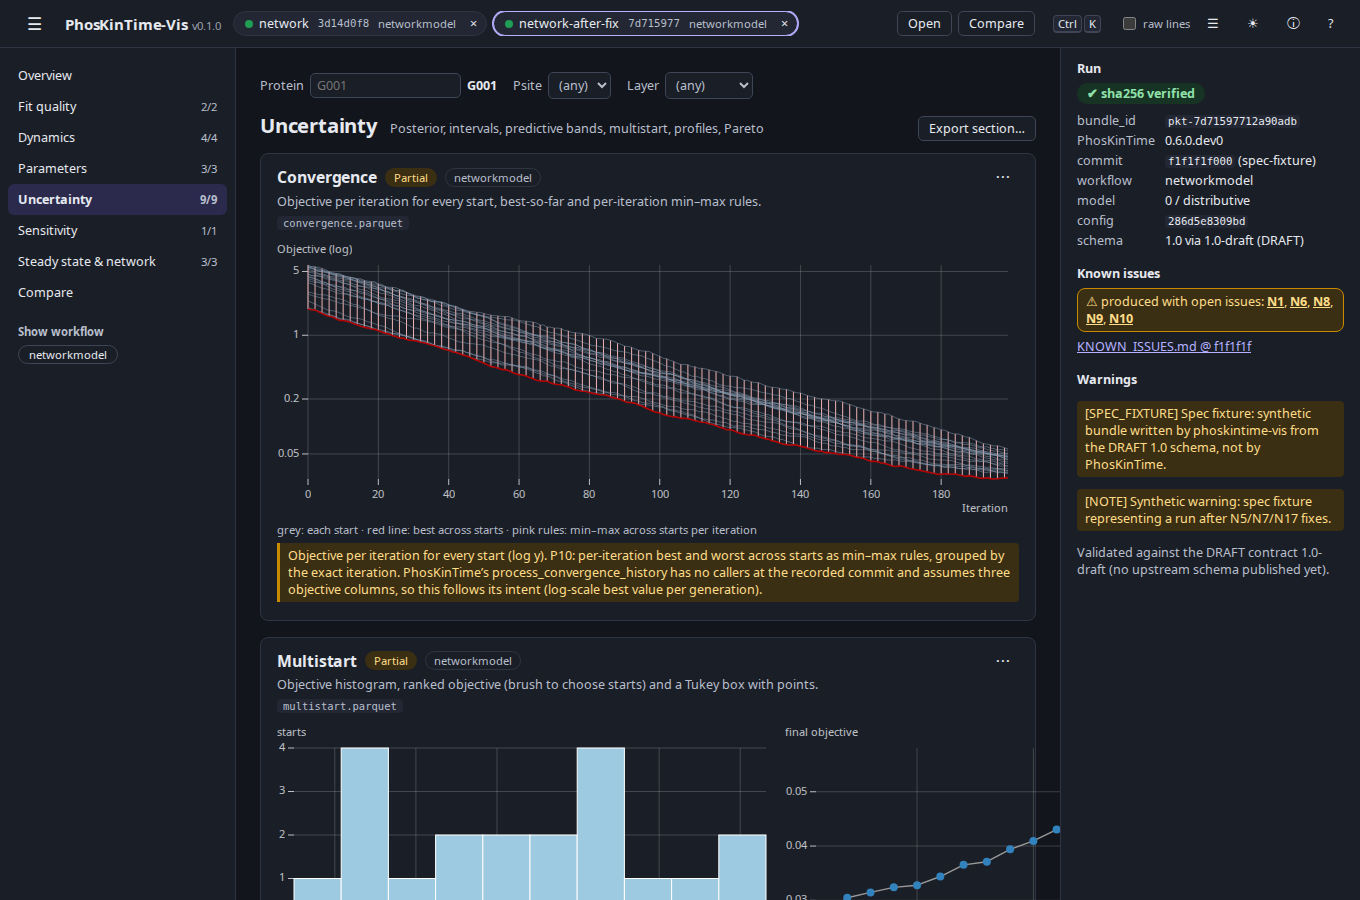 ☰ PhosKinTime-Vis v0.1.0 network 3d14d0f8 networkmodel × network-after-fix 7d715977 networkmodel × Open Compare Ctrl K raw lines ☰ ☀ ⓘ ?
Overview
Fit quality 2/2
Dynamics 4/4
Parameters 3/3
Uncertainty 9/9
Sensitivity 1/1
Steady state & network 3/3
Compare
Show workflow
networkmodel
Protein G001 G001 Psite (any) Layer (any)
Uncertainty Posterior, intervals, predictive bands, multistart, profiles, Pareto Export section...
Convergence Partial networkmodel ...
Objective per iteration for every start, best-so-far and per-iteration min–max rules.
convergence.parquet
Objective (log)
5
1
0.2
0.05
0 20 40 60 80 100 120 140 160 180
Iteration
grey: each start · red line: best across starts · pink rules: min–max across starts per iteration
Objective per iteration for every start (log y). P10: per-iteration best and worst across starts as min–max rules, grouped by
the exact iteration. PhosKinTime’s process_convergence_history has no callers at the recorded commit and assumes three
objective columns, so this follows its intent (log-scale best value per generation).
Multistart Partial networkmodel ...
Objective histogram, ranked objective (brush to choose starts) and a Tukey box with points.
multistart.parquet
starts
4
3
2
1
final objective
0.05
0.04
0.03
Run
✔ sha256 verified
bundle_id pkt-7d71597712a90adb
PhosKinTime 0.6.0.dev0
commit f1f1f1f000 (spec-fixture)
workflow networkmodel
model 0 / distributive
config 286d5e8309bd
schema 1.0 via 1.0-draft (DRAFT)
Known issues
⚠ produced with open issues: N1, N6, N8,
N9, N10
KNOWN_ISSUES.md @ f1f1f1f
Warnings
[SPEC_FIXTURE] Spec fixture: synthetic
bundle written by phoskintime-vis from
the DRAFT 1.0 schema, not by
PhosKinTime.
[NOTE] Synthetic warning: spec fixture
representing a run after N5/N7/N17 fixes.
Validated against the DRAFT contract 1.0-
draft (no upstream schema published yet).